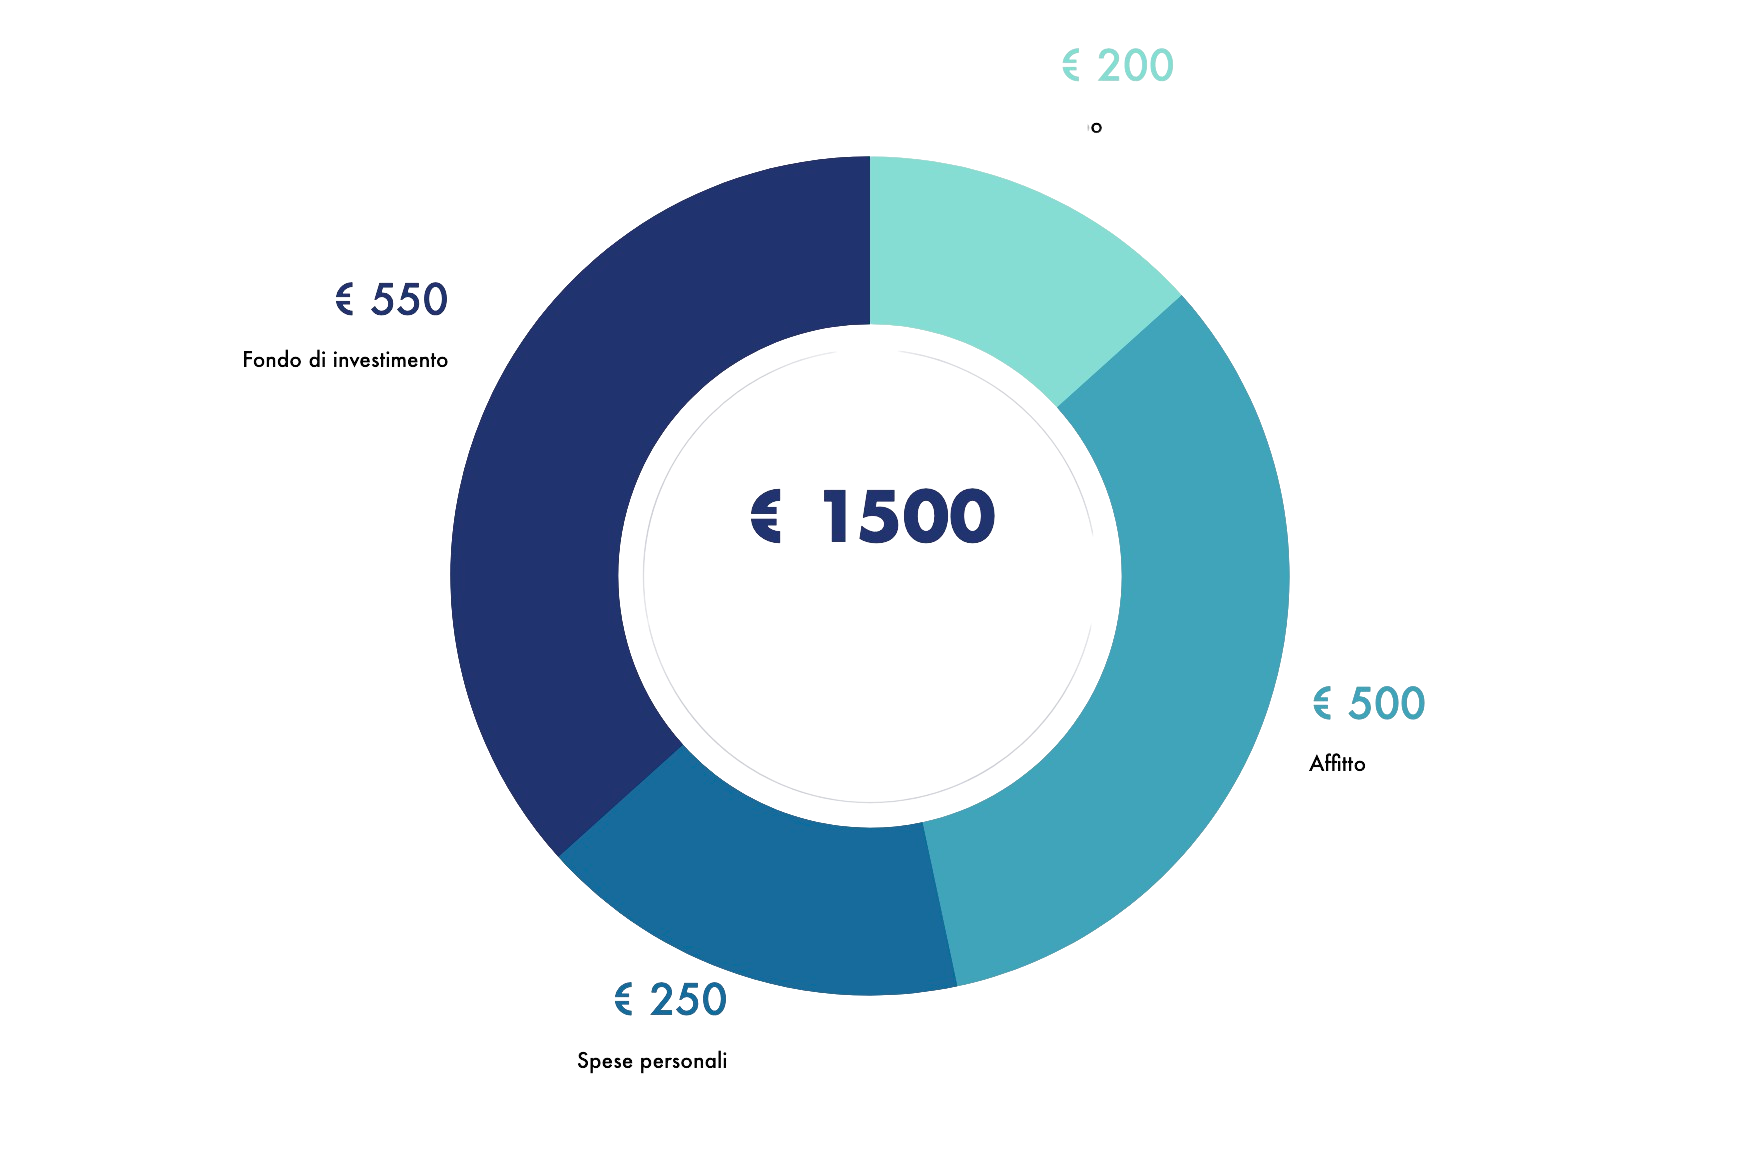 € 200
€ 550
Fondo di investimento
€ 1500
€ 500
Affitto
€ 250
Spese personali